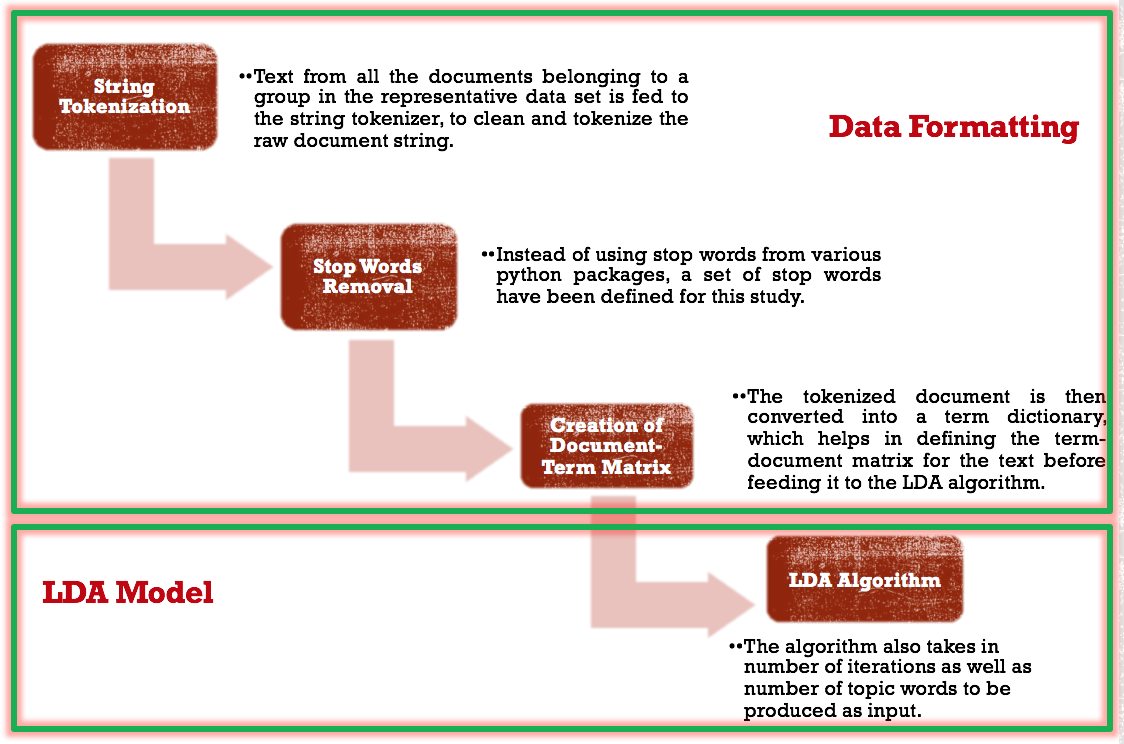 String
Tokenization
••Text from all the documents belonging to a
group in the representative data set is fed to
the string tokenizer, to clean and tokenize the
raw document string.
Data Formatting
Stop Words
Removal
••Instead of using stop words from various
python packages, a set of stop words
have been defined for this study.
Creation of
Document-
Term Matrix
••The tokenized document is then
converted into a term dictionary,
which helps in defining the term-
document matrix for the text before
feeding it to the LDA algorithm.
LDA Model
LDA Algorithm
••The algorithm also takes in
number of iterations as well as
number of topic words to be
produced as input.